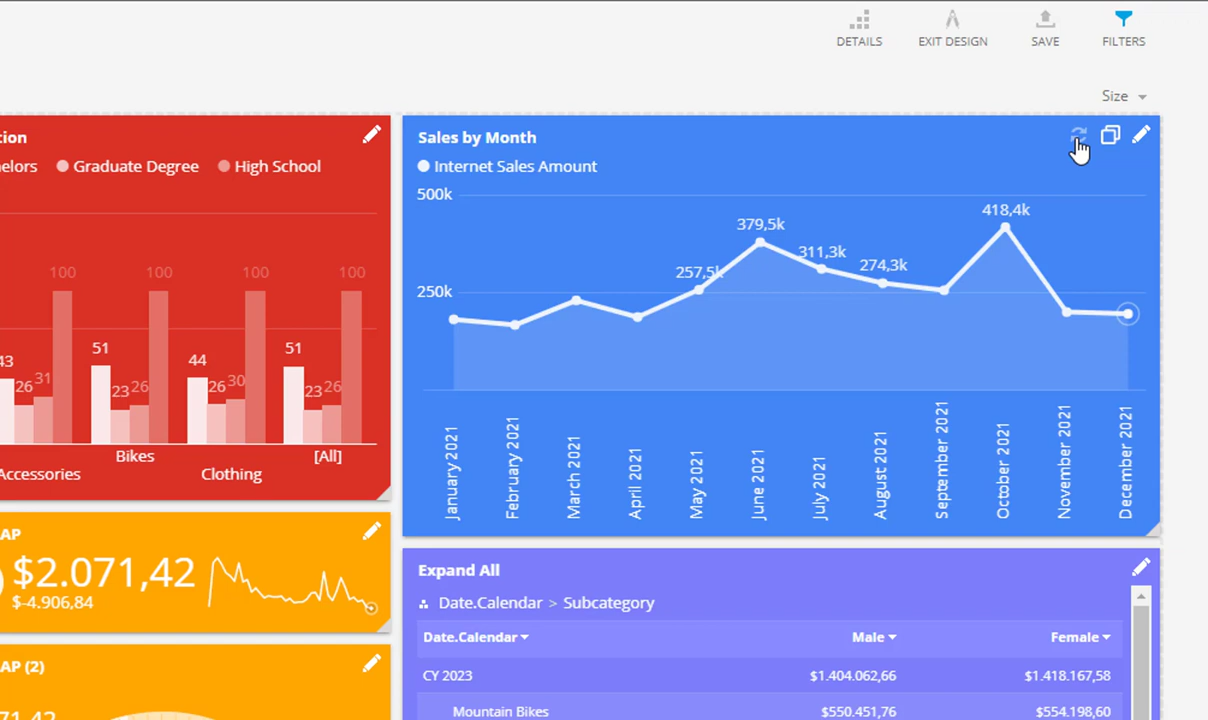 DETAILS EXIT DESIGN SAVE FILTERS
Size
tion
elors Graduate Degree High School
100 100 100 100
43 26 31
51 23 26
44 26 30
51 23 26
Accessories
Bikes
Clothing
[All]
AP
$2.071,42
$-4.906,84
AP (2)
071,42
Sales by Month
Internet Sales Amount
500k
250k
257,5k
379,5k
311,3k
274,3k
418,4k
January 2021
February 2021
March 2021
April 2021
May 2021
June 2021
July 2021
August 2021
September 2021
October 2021
November 2021
December 2021
Expand All
Date.Calendar > Subcategory
Date.Calendar Male Female
CY 2023 $1.404.062,66 $1.418.167,58
Mountain Bikes $550.451,76 $554.198,60